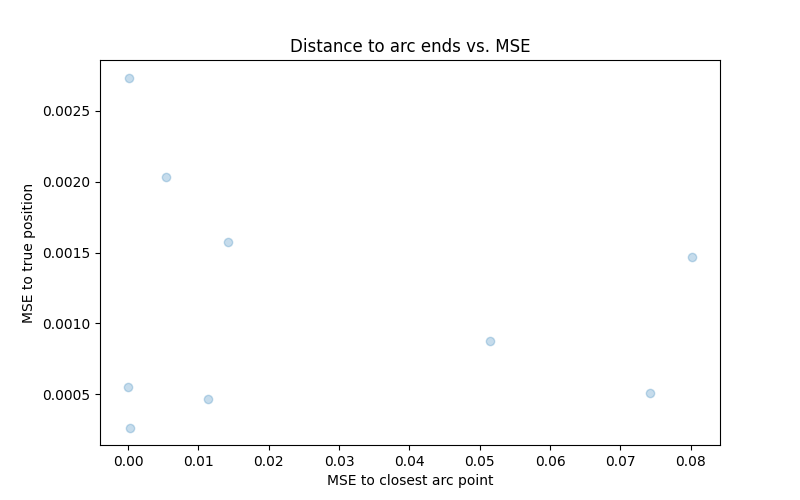 Distance to arc ends vs. MSE
MSE to true position
0.0025
0.0020
0.0015
0.0010
0.0005
0.00 0.01 0.02 0.03 0.04 0.05 0.06 0.07 0.08
MSE to closest arc point